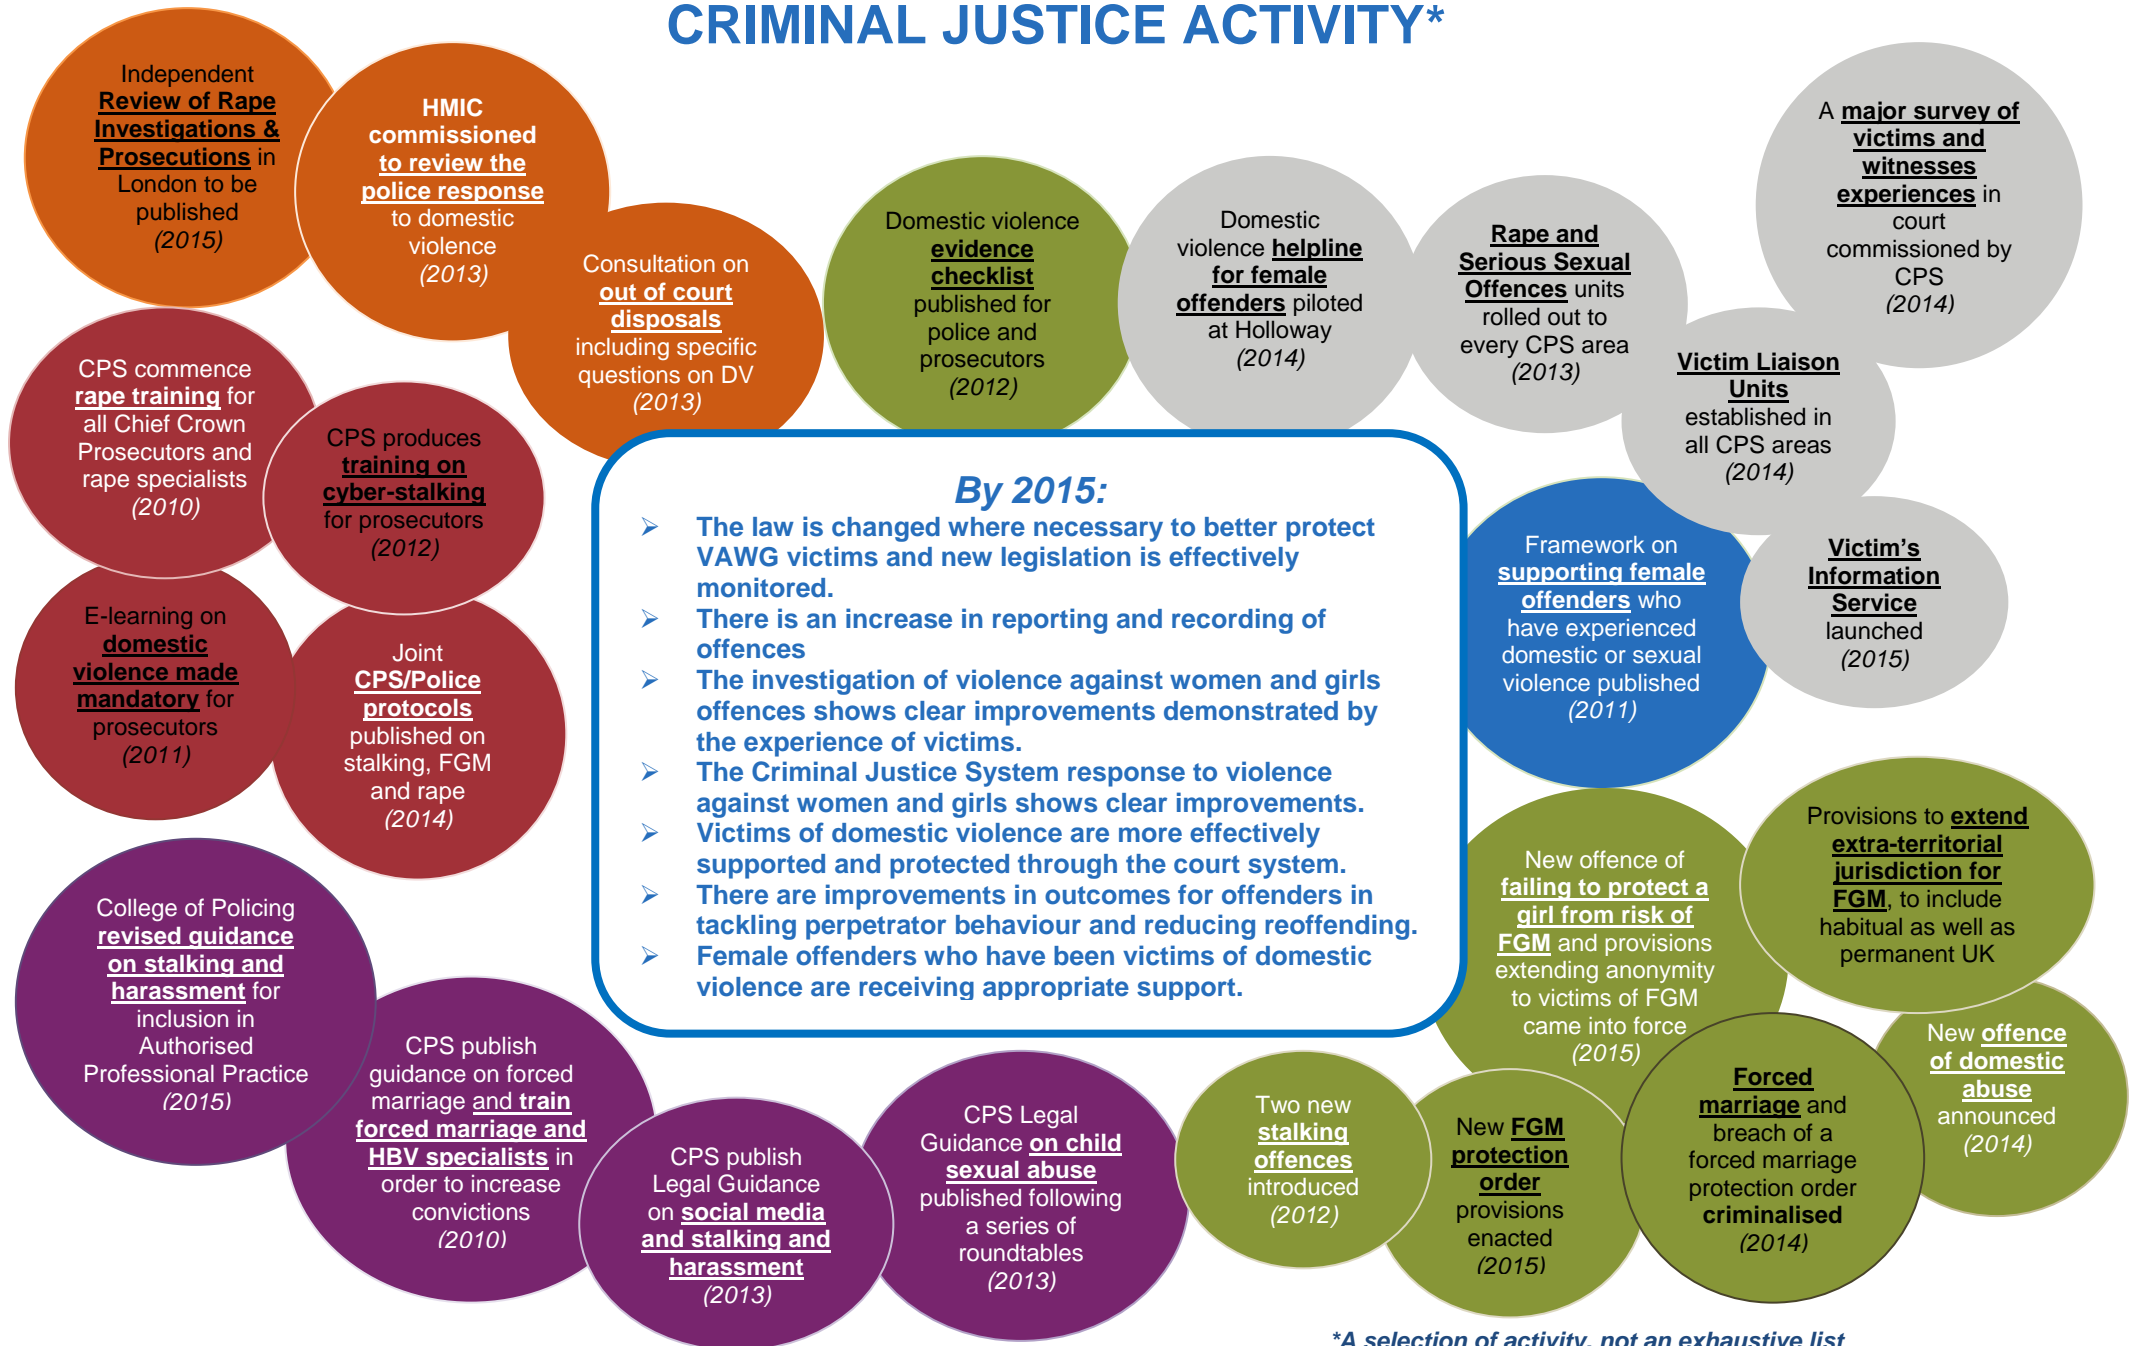 CRIMINAL JUSTICE ACTIVITY*
Independent
Review of Rape
Investigations &
Prosecutions in
London to be
published
(2015)
HMIC
commissioned
to review the
police response
to domestic
violence
(2013)
Consultation on
out of court
disposals
including specific
questions on DV
(2013)
Domestic violence
evidence
checklist
published for
police and
prosecutors
(2012)
Domestic
violence helpline
for female
offenders piloted
at Holloway
(2014)
Rape and
Serious Sexual
Offences units
rolled out to
every CPS area
(2013)
A major survey of
victims and
witnesses
experiences in
court
commissioned by
CPS
(2014)
Victim Liaison
Units
established in
all CPS areas
(2014)
Victim's
Information
Service
launched
(2015)
Framework on
supporting female
offenders who
have experienced
domestic or sexual
violence published
(2011)
CPS commence
rape training for
all Chief Crown
Prosecutors and
rape specialists
(2010)
CPS produces
training on
cyber-stalking
for prosecutors
(2012)
E-learning on
domestic
violence made
mandatory for
prosecutors
(2011)
Joint
CPS/Police
protocols
published on
stalking, FGM
and rape
(2014)
By 2015:
➢ The law is changed where necessary to better protect
VAWG victims and new legislation is effectively
monitored.
➢ There is an increase in reporting and recording of
offences
➢ The investigation of violence against women and girls
offences shows clear improvements demonstrated by
the experience of victims.
➢ The Criminal Justice System response to violence
against women and girls shows clear improvements.
➢ Victims of domestic violence are more effectively
supported and protected through the court system.
➢ There are improvements in outcomes for offenders in
tackling perpetrator behaviour and reducing reoffending.
➢ Female offenders who have been victims of domestic
violence are receiving appropriate support.
College of Policing
revised guidance
on stalking and
harassment for
inclusion in
Authorised
Professional Practice
(2015)
CPS publish
guidance on forced
marriage and train
forced marriage and
HBV specialists in
order to increase
convictions
(2010)
CPS publish
Legal Guidance
on social media
and stalking and
harassment
(2013)
CPS Legal
Guidance on child
sexual abuse
published following
a series of
roundtables
(2013)
Two new
stalking
offences
introduced
(2012)
New FGM
protection
order
provisions
enacted
(2015)
New offence of
failing to protect a
girl from risk of
FGM and provisions
extending anonymity
to victims of FGM
came into force
(2015)
Provisions to extend
extra-territorial
jurisdiction for
FGM, to include
habitual as well as
permanent UK
Forced
marriage and
breach of a
forced marriage
protection order
criminalised
(2014)
New offence
of domestic
abuse
announced
(2014)
*A selection of activity, not an exhaustive list